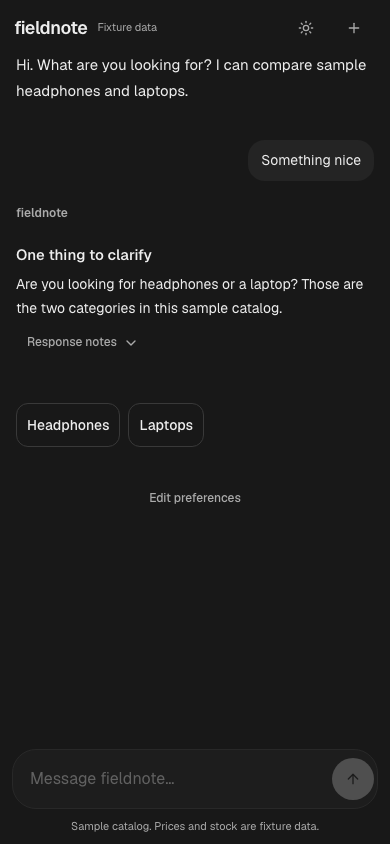 fieldnote Fixture data
Hi. What are you looking for? I can compare sample
headphones and laptops.
Something nice
fieldnote
One thing to clarify
Are you looking for headphones or a laptop? Those are
the two categories in this sample catalog.
Response notes
Headphones Laptops
Edit preferences
Message fieldnote...
Sample catalog. Prices and stock are fixture data.